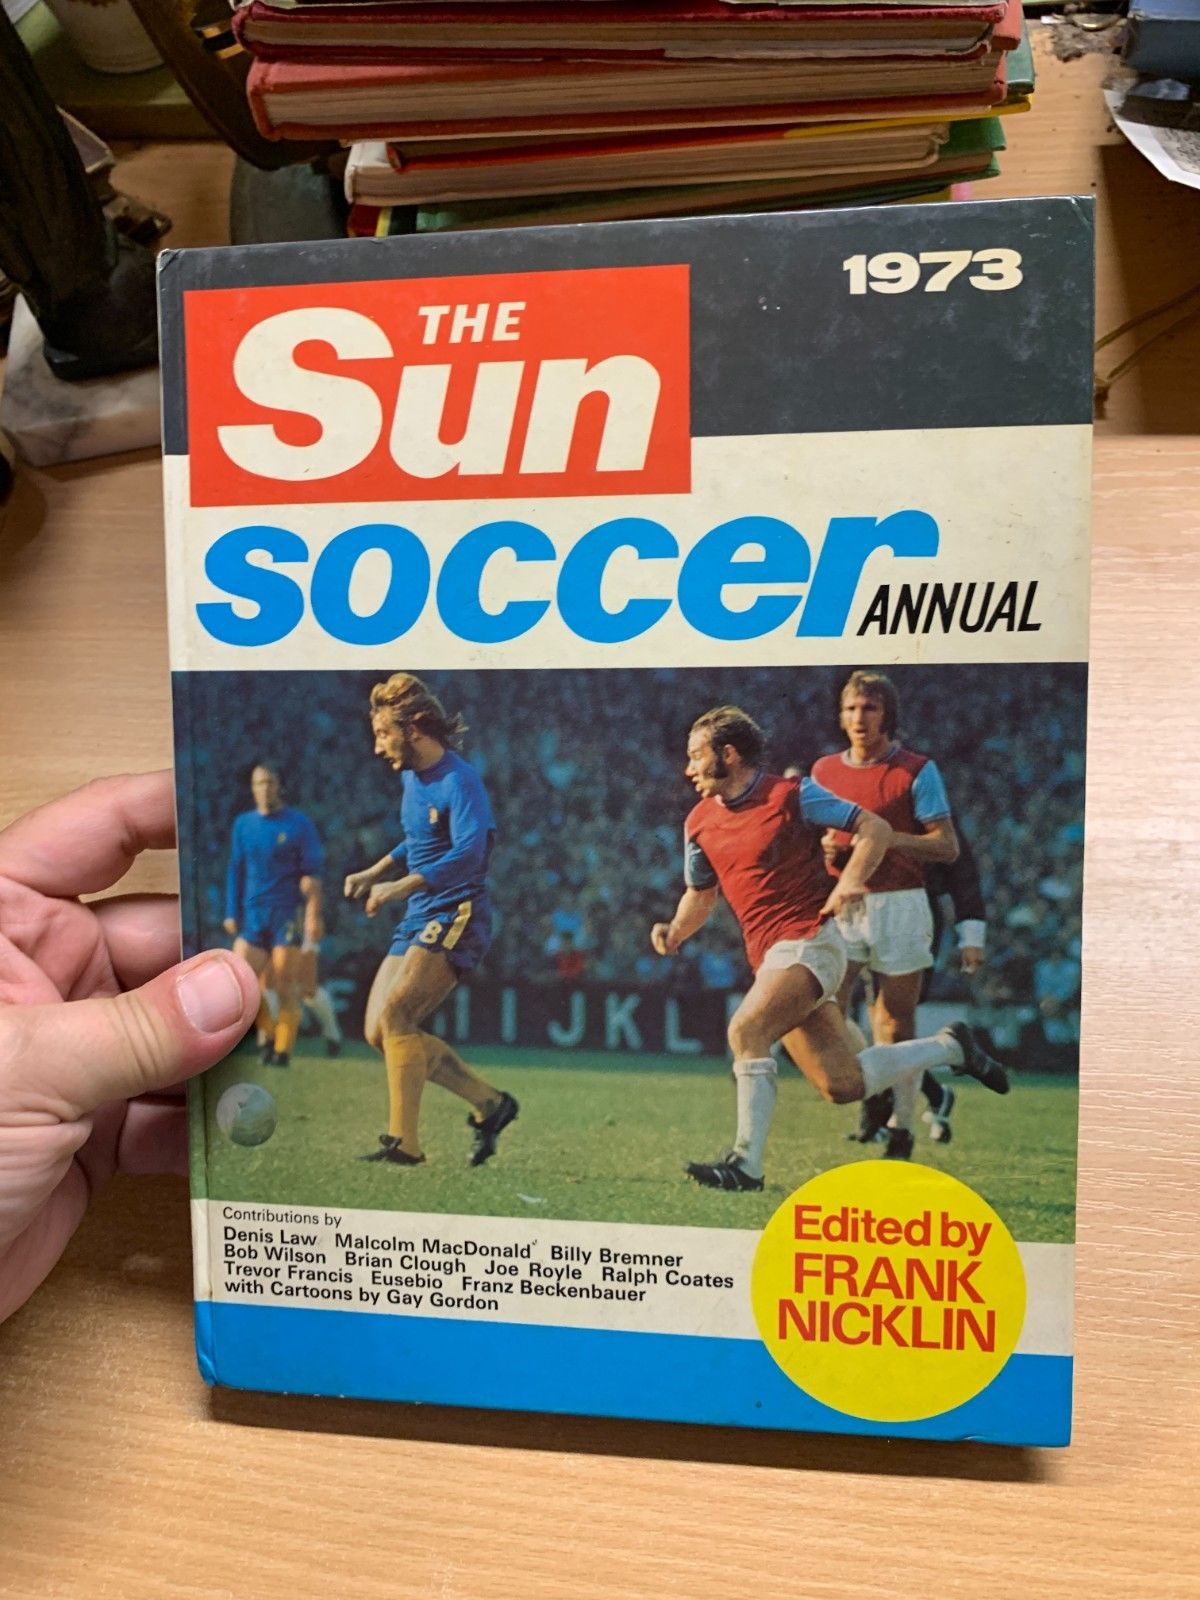 1973
THE
Sun
soccer
ANNUAL
8
F H I J K L
Contributions by
Denis Law Malcolm MacDonald Billy Bremner
Bob Wilson Brian Clough Joe Royle Ralph Coates
Trevor Francis Eusebio Franz Beckenbauer
with Cartoons by Gay Gordon
Edited by
FRANK
NICKLIN